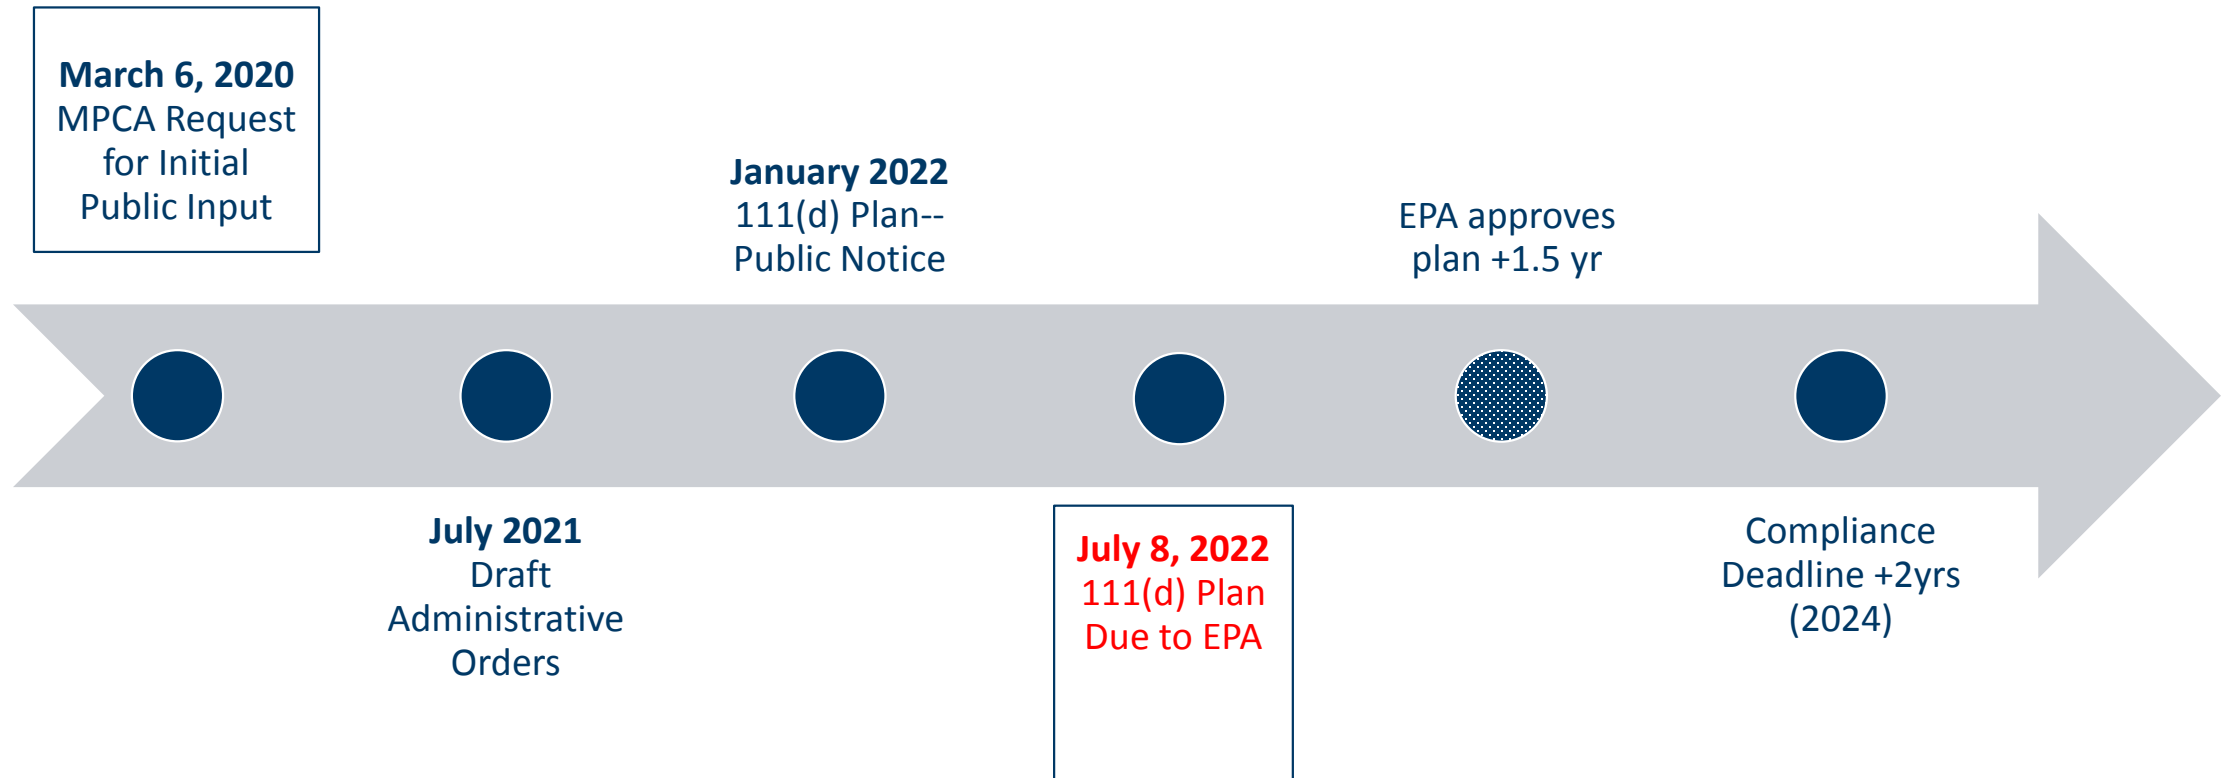 March 6, 2020
MPCA Request
for Initial
Public Input
July 2021
Draft
Administrative
Orders
January 2022
111(d) Plan--
Public Notice
July 8, 2022
111(d) Plan
Due to EPA
EPA approves
plan +1.5 yr
Compliance
Deadline +2yrs
(2024)